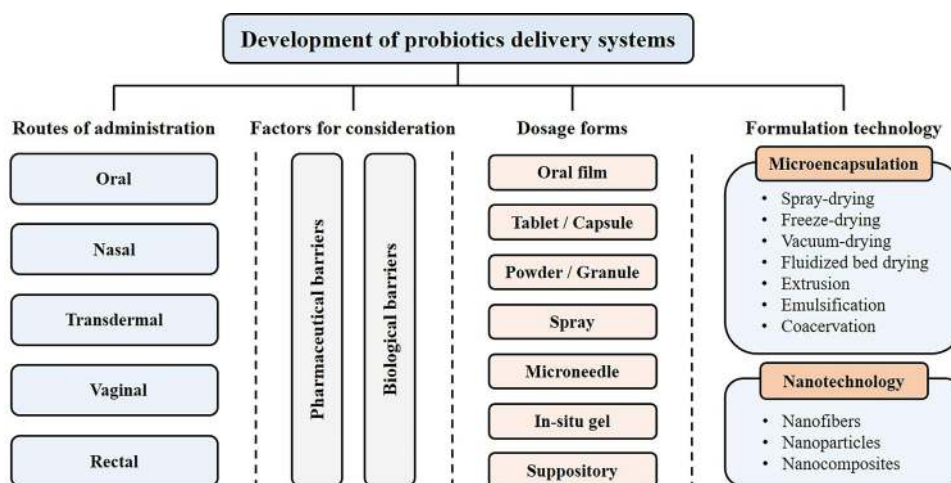 Development of probiotics delivery systems
Routes of administration
Oral
Nasal
Transdermal
Vaginal
Rectal
Factors for consideration
Pharmaceutical barriers
Biological barriers
Dosage forms
Oral film
Tablet / Capsule
Powder / Granule
Spray
Microneedle
In-situ gel
Suppository
Formulation technology
Microencapsulation
• Spray-drying
• Freeze-drying
• Vacuum-drying
• Fluidized bed drying
• Extrusion
• Emulsification
• Coacervation
Nanotechnology
• Nanofibers
• Nanoparticles
• Nanocomposites